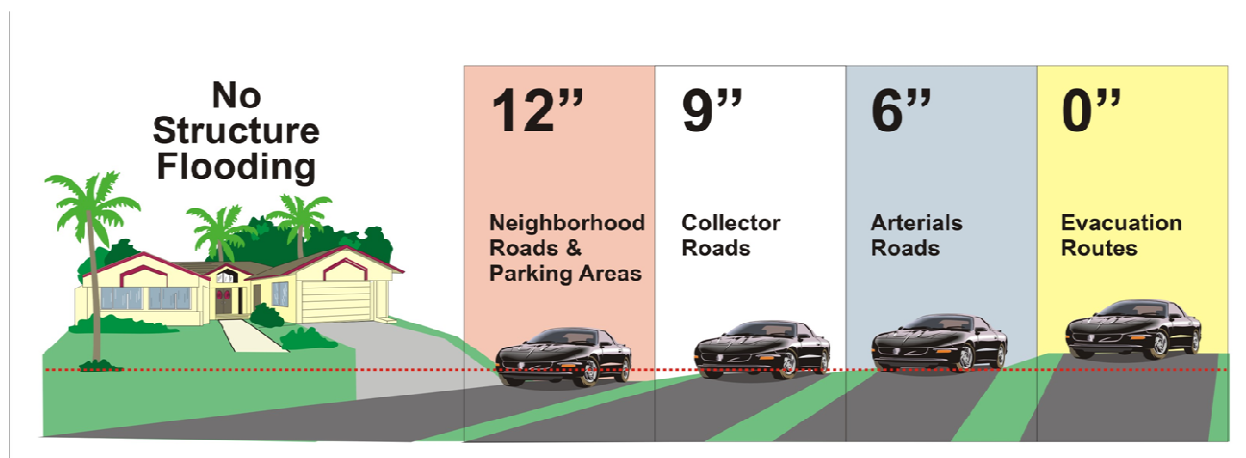 No
Structure
Flooding
12”
Neighborhood
Roads &
Parking Areas
9”
Collector
Roads
6”
Arterials
Roads
0”
Evacuation
Routes